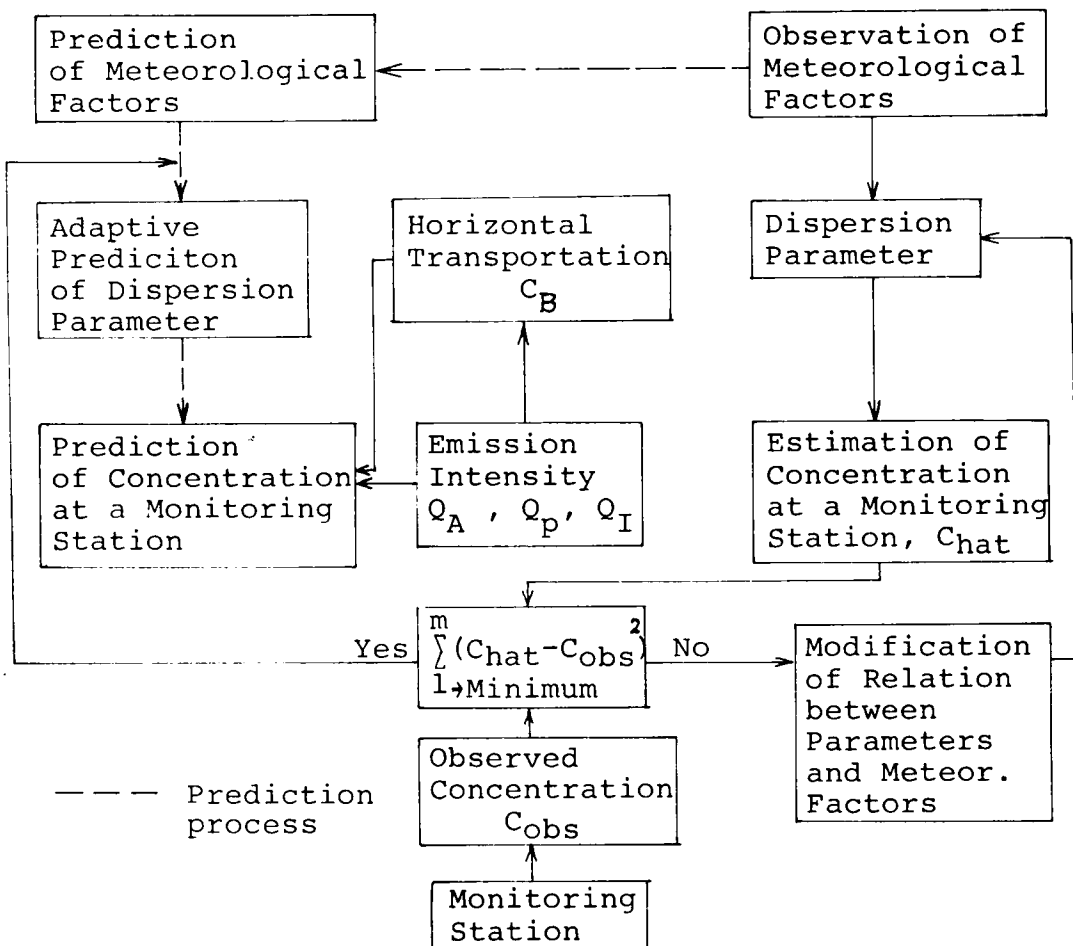 Prediction
of Meteorological
Factors
Observation of
Meteorological
Factors
Adaptive
Prediciton
of Dispersion
Parameter
Horizontal
Transportation
C_B
Dispersion
Parameter
Prediction
of Concentration
at a Monitoring
Station
Emission
Intensity
Q_A , Q_p, Q_I
Estimation of
Concentration
at a Monitoring
Station, C_hat
Yes
m
∑(C_hat-C_obs)²
1→Minimum
No
Modification
of Relation
between
Parameters
and Meteor.
Factors
Observed
Concentration
C_obs
Prediction
process
Monitoring
Station